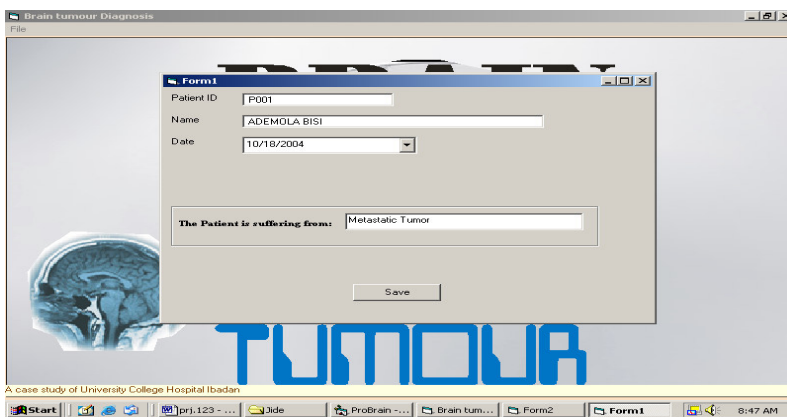 Brain tumour Diagnosis
File
Form1
Patient ID P001
Name ADEMOLA BISI
Date 10/18/2004
The Patient is suffering from: Metastatic Tumor
Save
TUMOUR
A case study of University College Hospital Ibadan
Start prj.123 - ... Jide ProBrain -... Brain tum... Form2 Form1 8:47 AM